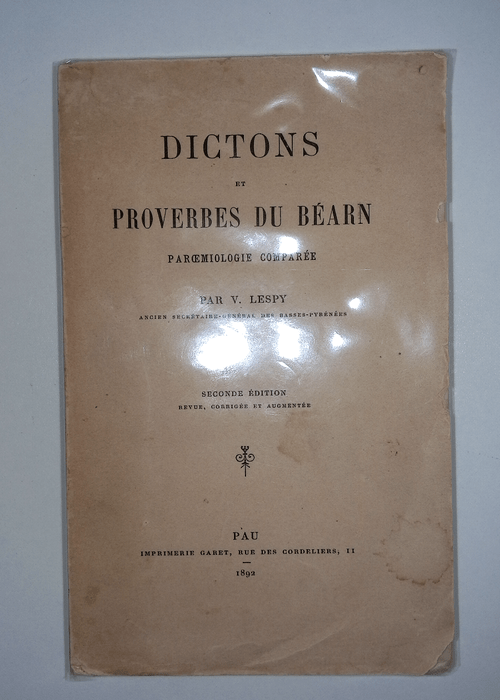 DICTONS
ET
PROVERBES DU BÉARN
PARŒMIOLOGIE COMPARÉE
PAR V. LESPY
ANCIEN SECRÉTAIRE-GÉNÉRAL DES BASSES-PYRÉNÉES
SECONDE ÉDITION
REVUE, CORRIGÉE ET AUGMENTÉE
PAU
IMPRIMERIE GARET, RUE DES CORDELIERS, 11
1892